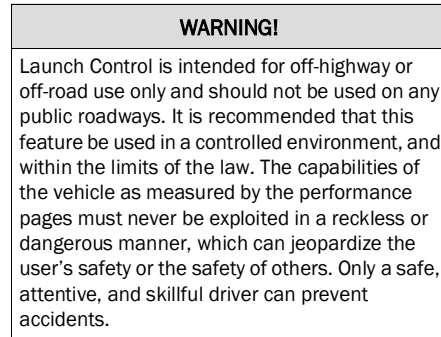 WARNING!
Launch Control is intended for off-highway or
off-road use only and should not be used on any
public roadways. It is recommended that this
feature be used in a controlled environment, and
within the limits of the law. The capabilities of
the vehicle as measured by the performance
pages must never be exploited in a reckless or
dangerous manner, which can jeopardize the
user's safety or the safety of others. Only a safe,
attentive, and skillful driver can prevent
accidents.